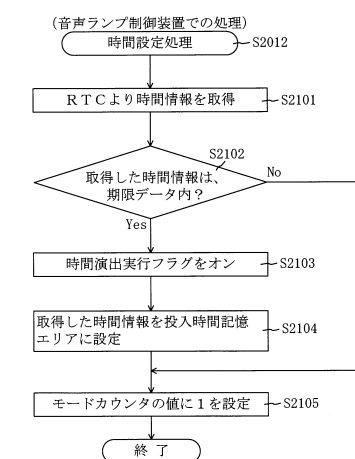 (音声ランプ制御装置での処理)
時間設定処理
S2012
RTCより時間情報を取得
S2101
S2102
取得した時間情報は、
期限データ内?
No
Yes
時間演出実行フラグをオン
S2103
取得した時間情報を投入時間記憶
エリアに設定
S2104
モードカウンタの値に1を設定
S2105
終了